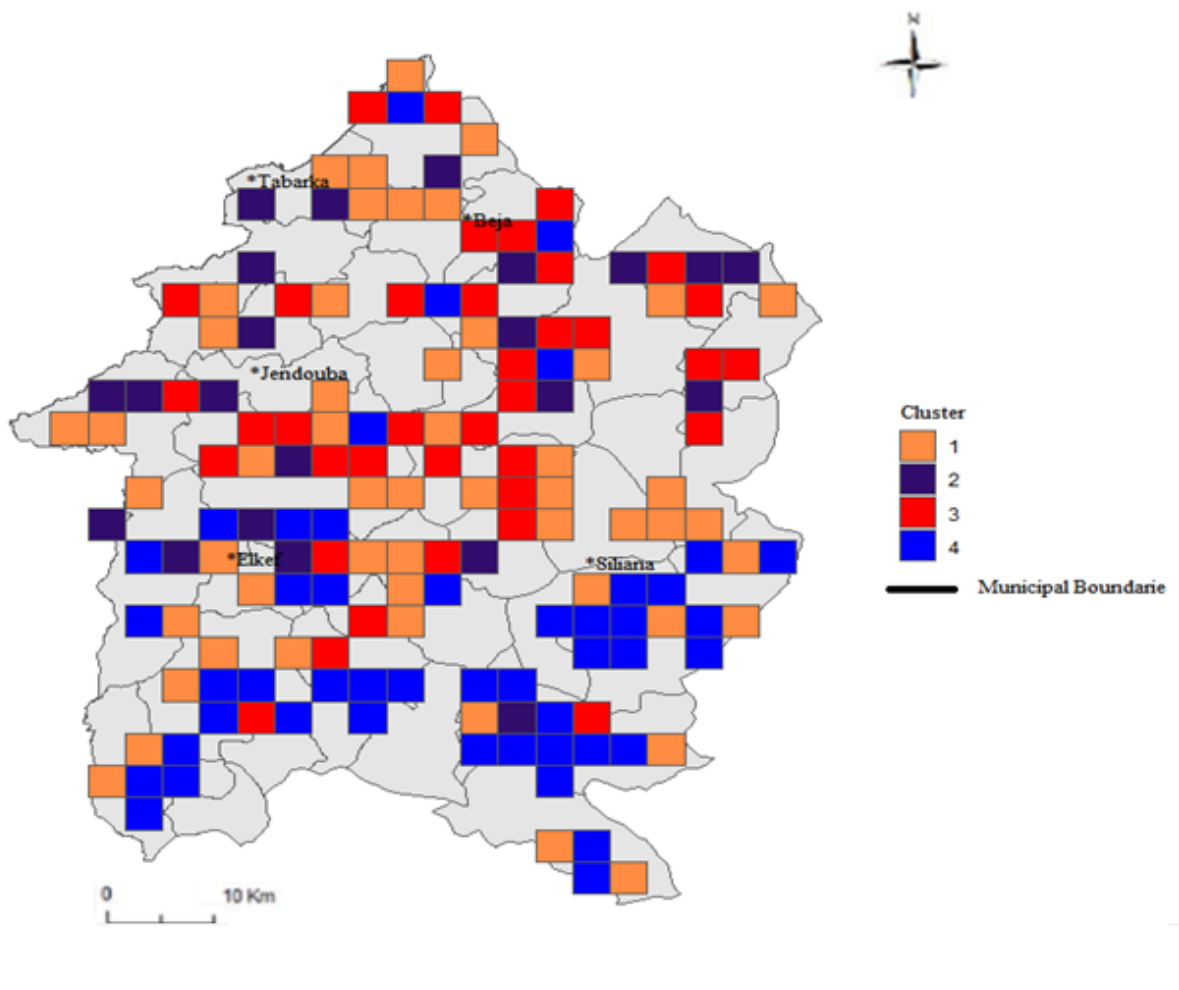 N
*Tabarka
*Beja
*Jendouba
Cluster
1
2
3
4
*Elkef
*Siliana
Municipal Boundarie
0 10 Km